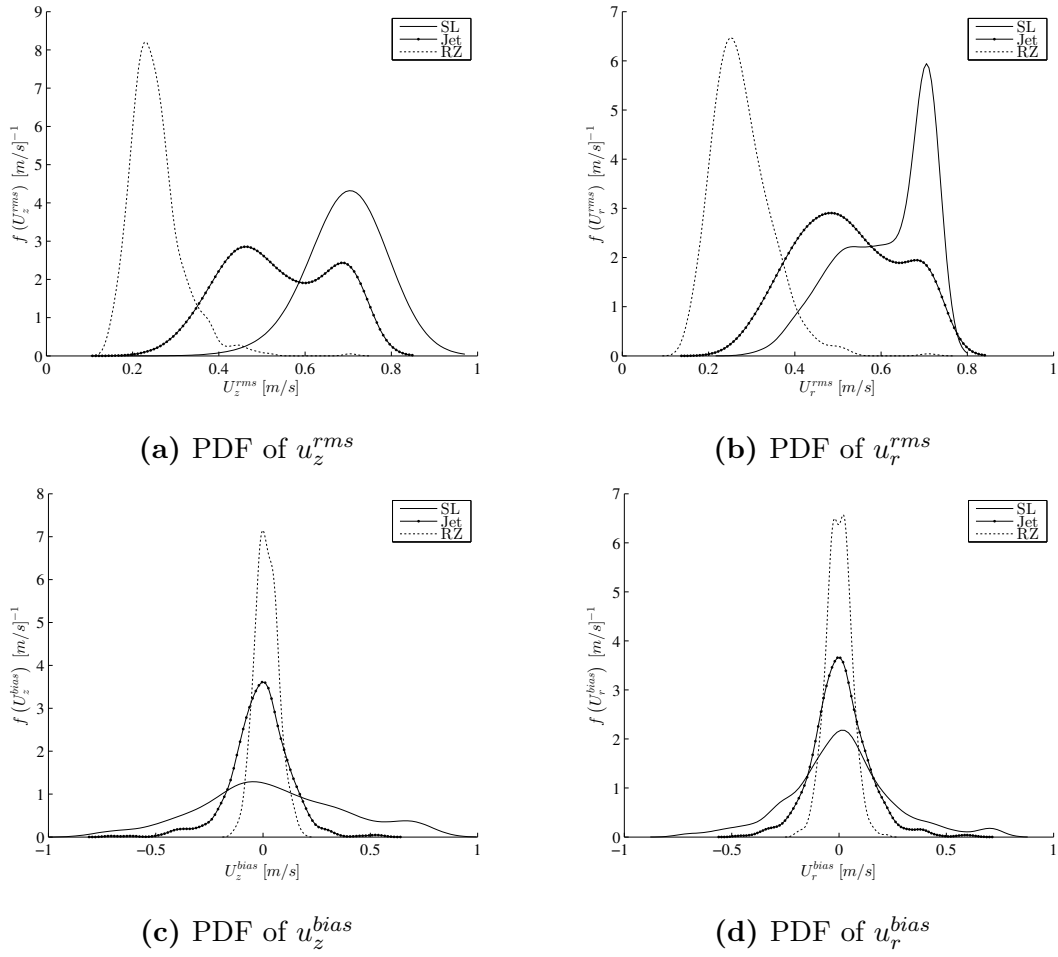 9
8
7
6
5
4
3
2
1
0
0 0.2 0.4 0.6 0.8 1
f (U_z^{rms}) [m/s]^{-1}
U_z^{rms} [m/s]
SL
Jet
RZ
(a) PDF of u_z^{rms}
7
6
5
4
3
2
1
0
0 0.2 0.4 0.6 0.8 1
f (U_r^{rms}) [m/s]^{-1}
U_r^{rms} [m/s]
SL
Jet
RZ
(b) PDF of u_r^{rms}
8
7
6
5
4
3
2
1
0
−1 −0.5 0 0.5 1
f (U_z^{bias}) [m/s]^{-1}
U_z^{bias} [m/s]
SL
Jet
RZ
(c) PDF of u_z^{bias}
7
6
5
4
3
2
1
0
−1 −0.5 0 0.5 1
f (U_r^{bias}) [m/s]^{-1}
U_r^{bias} [m/s]
SL
Jet
RZ
(d) PDF of u_r^{bias}